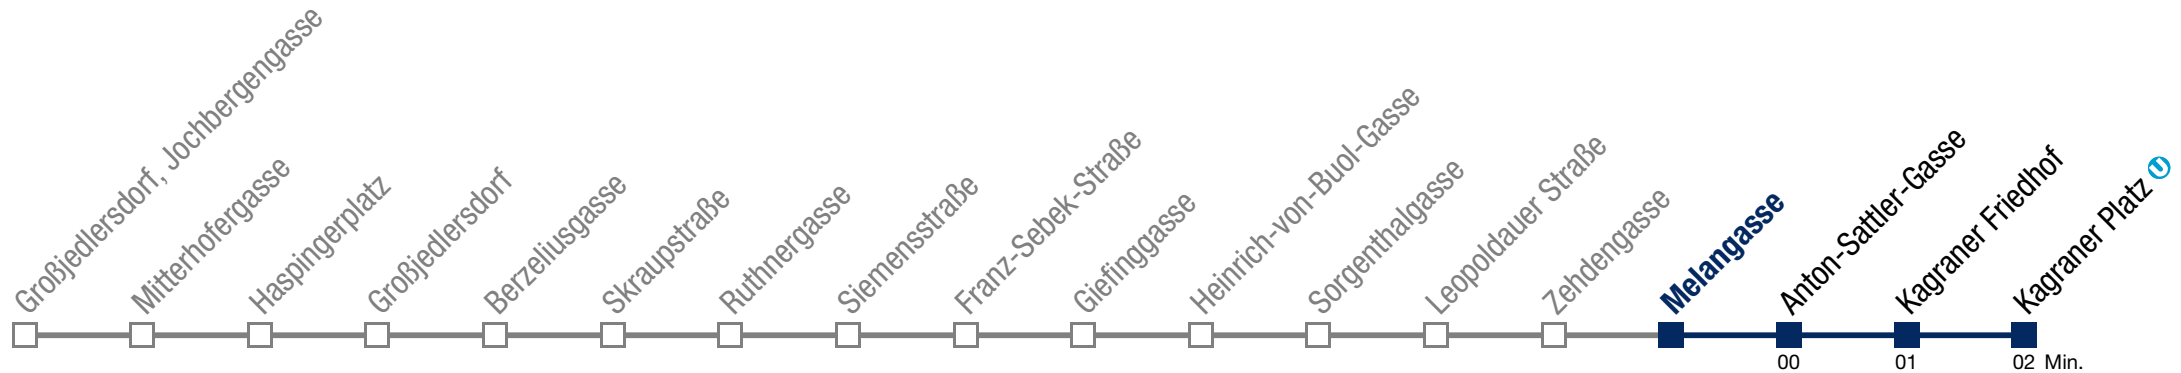 Großjedlersdorf, Jochbergengasse
Mitterhofergasse
Haspingerplatz
Großjedlersdorf
Berzeliusgasse
Skraupstraße
Ruthnergasse
Siemensstraße
Franz-Sebek-Straße
Giefinggasse
Heinrich-von-Buol-Gasse
Sorgenthalgasse
Leopoldauer Straße
Zehdengasse
Melangasse
Anton-Sattler-Gasse
Kagraner Friedhof
Kagraner Platz U
00 01 02 Min.